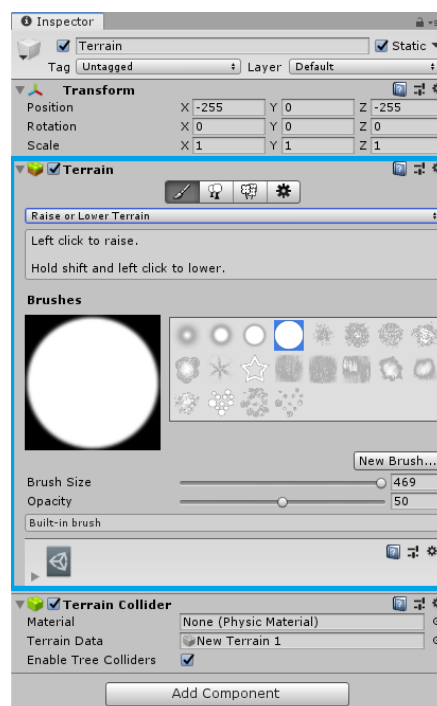 Inspector
Terrain Static
Tag Untagged Layer Default
Transform
Position X -255 Y 0 Z -255
Rotation X 0 Y 0 Z 0
Scale X 1 Y 1 Z 1
Terrain
Raise or Lower Terrain
Left click to raise.
Hold shift and left click to lower.
Brushes
New Brush...
Brush Size 469
Opacity 50
Built-in brush
Terrain Collider
Material None (Physic Material)
Terrain Data New Terrain 1
Enable Tree Colliders
Add Component